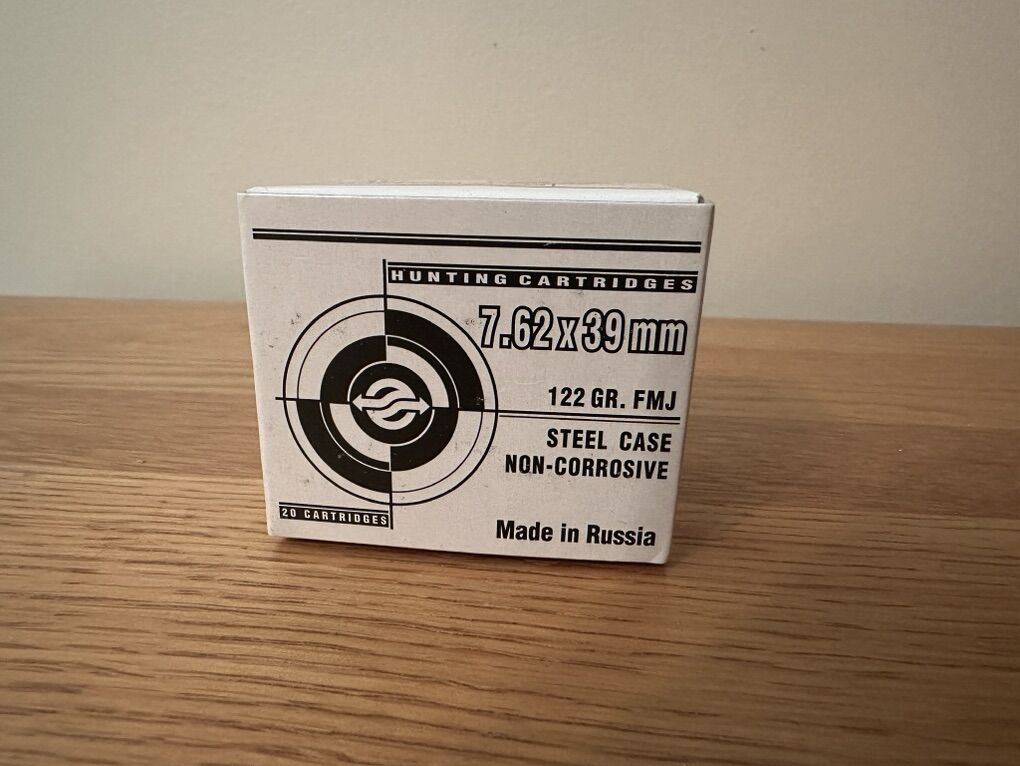 HUNTING CARTRIDGES
7.62x39mm
122 GR. FMJ
STEEL CASE
NON-CORROSIVE
20 CARTRIDGES
Made in Russia